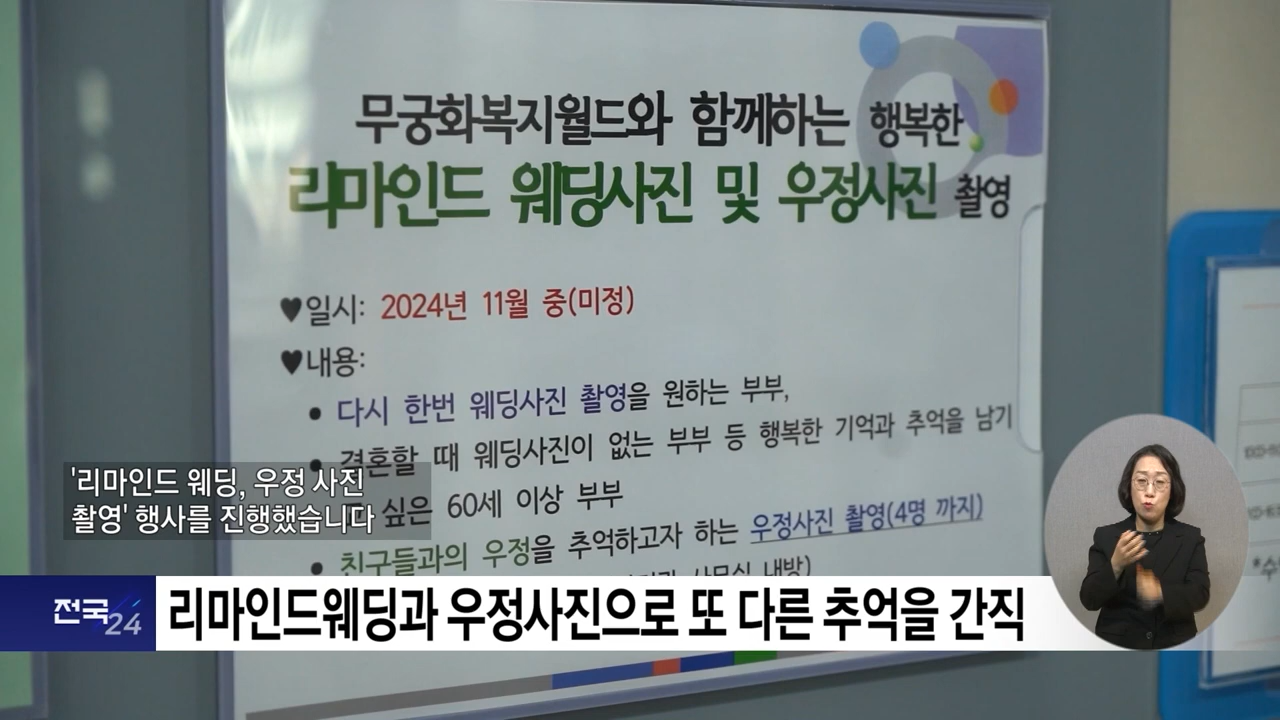 무궁화복지월드와 함께하는 행복한
리마인드 웨딩사진 및 우정사진 촬영
♥일시: 2024년 11월 중(미정)
♥내용:
• 다시 한번 웨딩사진 촬영을 원하는 부부,
• 결혼할 때 웨딩사진이 없는 부부 등 행복한 기억과 추억을 남기
싶은 60세 이상 부부
• 친구들과의 우정을 추억하고자 하는 우정사진 촬영(4명 까지)
사무실 내방)
'리마인드 웨딩, 우정 사진
촬영' 행사를 진행했습니다
전국24
리마인드웨딩과 우정사진으로 또 다른 추억을 간직